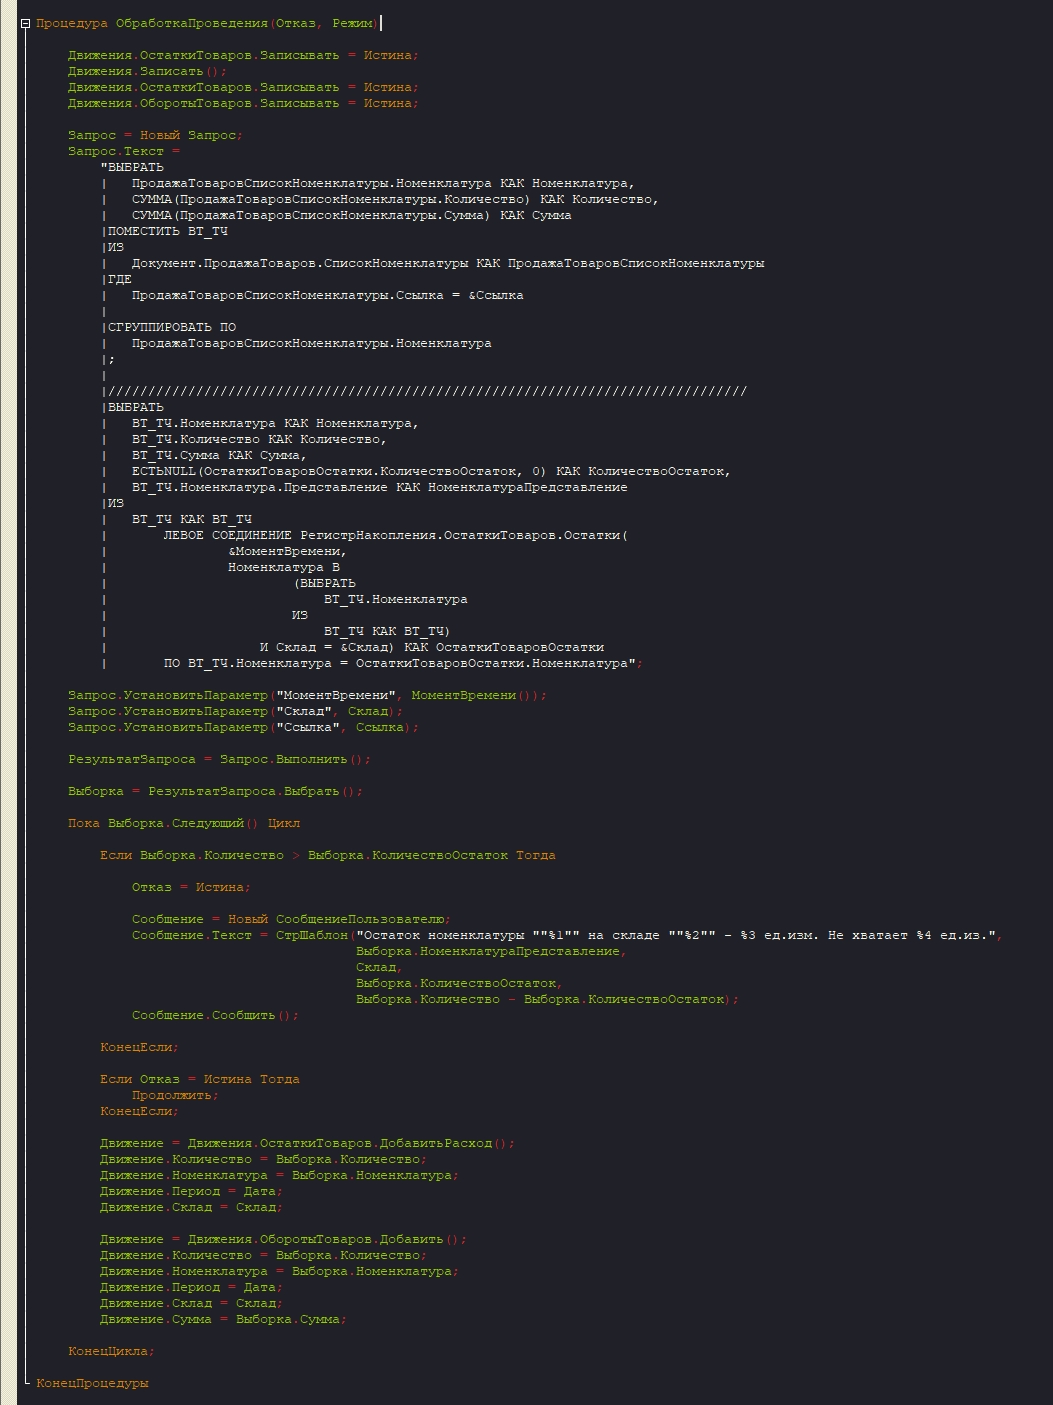 Процедура ОбработкаПроведения(Отказ, Режим)
Движения.ОстаткиТоваров.Записывать = Истина;
Движения.Записать();
Движения.ОстаткиТоваров.Записывать = Истина;
Движения.ОборотыТоваров.Записывать = Истина;
Запрос = Новый Запрос;
Запрос.Текст =
"ВЫБРАТЬ
|   ПродажаТоваровСписокНоменклатуры.Номенклатура КАК Номенклатура,
|   СУММА(ПродажаТоваровСписокНоменклатуры.Количество) КАК Количество,
|   СУММА(ПродажаТоваровСписокНоменклатуры.Сумма) КАК Сумма
|ПОМЕСТИТЬ ВТ_ТЧ
|ИЗ
|   Документ.ПродажаТоваров.СписокНоменклатуры КАК ПродажаТоваровСписокНоменклатуры
|ГДЕ
|   ПродажаТоваровСписокНоменклатуры.Ссылка = &Ссылка
|
|СГРУППИРОВАТЬ ПО
|   ПродажаТоваровСписокНоменклатуры.Номенклатура
|;
|
|////////////////////////////////////////////////////////////////////////////////
|ВЫБРАТЬ
|   ВТ_ТЧ.Номенклатура КАК Номенклатура,
|   ВТ_ТЧ.Количество КАК Количество,
|   ВТ_ТЧ.Сумма КАК Сумма,
|   ЕСТЬNULL(ОстаткиТоваровОстатки.КоличествоОстаток, 0) КАК КоличествоОстаток,
|   ВТ_ТЧ.Номенклатура.Представление КАК НоменклатураПредставление
|ИЗ
|   ВТ_ТЧ КАК ВТ_ТЧ
|       ЛЕВОЕ СОЕДИНЕНИЕ РегистрНакопления.ОстаткиТоваров.Остатки(
|               &МоментВремени,
|               Номенклатура В
|                       (ВЫБРАТЬ
|                           ВТ_ТЧ.Номенклатура
|                       ИЗ
|                           ВТ_ТЧ КАК ВТ_ТЧ)
|                   И Склад = &Склад) КАК ОстаткиТоваровОстатки
|       ПО ВТ_ТЧ.Номенклатура = ОстаткиТоваровОстатки.Номенклатура";
Запрос.УстановитьПараметр("МоментВремени", МоментВремени());
Запрос.УстановитьПараметр("Склад", Склад);
Запрос.УстановитьПараметр("Ссылка", Ссылка);
РезультатЗапроса = Запрос.Выполнить();
Выборка = РезультатЗапроса.Выбрать();
Пока Выборка.Следующий() Цикл
Если Выборка.Количество > Выборка.КоличествоОстаток Тогда
Отказ = Истина;
Сообщение = Новый СообщениеПользователю;
Сообщение.Текст = СтрШаблон("Остаток номенклатуры ""%1"" на складе ""%2"" - %3 ед.изм. Не хватает %4 ед.из.",
Выборка.НоменклатураПредставление,
Склад,
Выборка.КоличествоОстаток,
Выборка.Количество - Выборка.КоличествоОстаток);
Сообщение.Сообщить();
КонецЕсли;
Если Отказ = Истина Тогда
Продолжить;
КонецЕсли;
Движение = Движения.ОстаткиТоваров.ДобавитьРасход();
Движение.Количество = Выборка.Количество;
Движение.Номенклатура = Выборка.Номенклатура;
Движение.Период = Дата;
Движение.Склад = Склад;
Движение = Движения.ОборотыТоваров.Добавить();
Движение.Количество = Выборка.Количество;
Движение.Номенклатура = Выборка.Номенклатура;
Движение.Период = Дата;
Движение.Склад = Склад;
Движение.Сумма = Выборка.Сумма;
КонецЦикла;
КонецПроцедуры